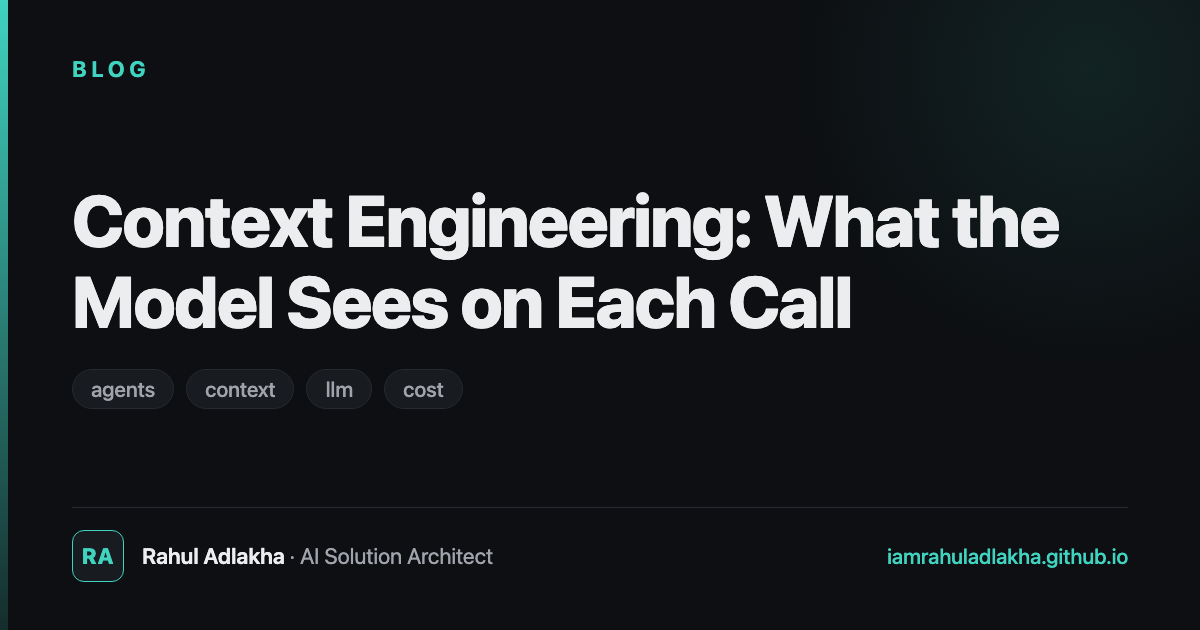 BLOG
Context Engineering: What the
Model Sees on Each Call
agents context llm cost
RA Rahul Adlakha · AI Solution Architect iamrahuladlakha.github.io